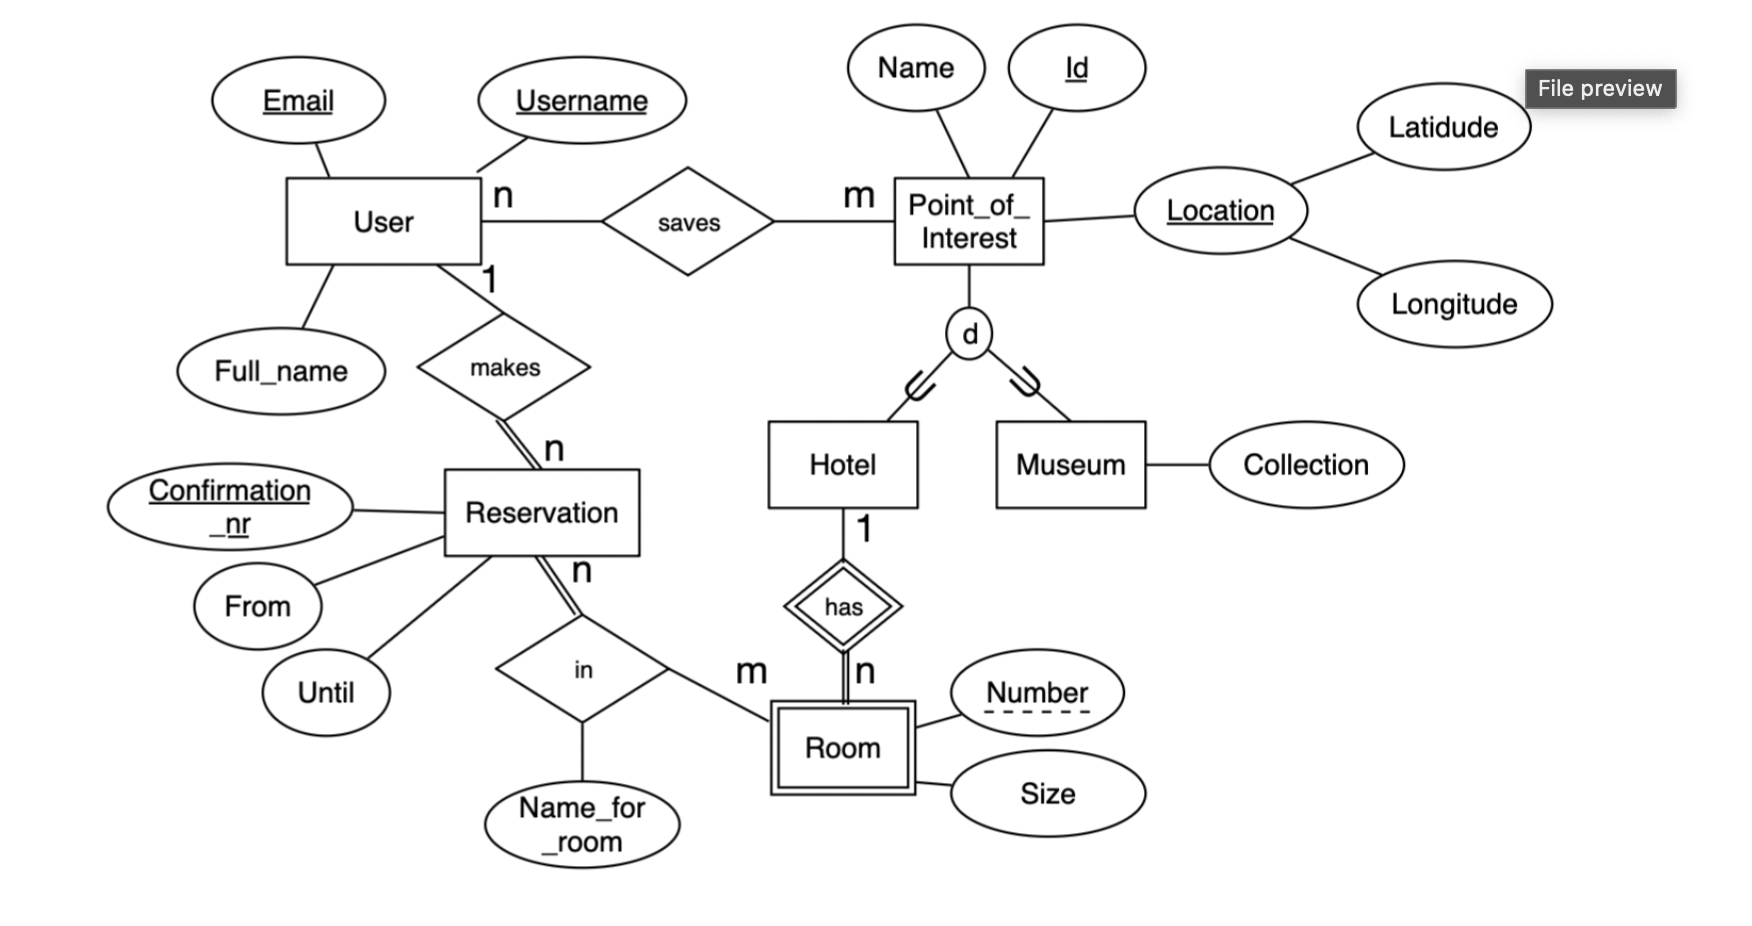 Name
Id
File preview
Email
Username
Latidude
n
m
User
saves
Point_of_
Interest
Location
1
Longitude
Full_name
makes
d
n
Hotel
Museum
Collection
Confirmation
_nr
Reservation
1
n
From
has
in
m
n
Until
Number
Room
Size
Name_for
_room